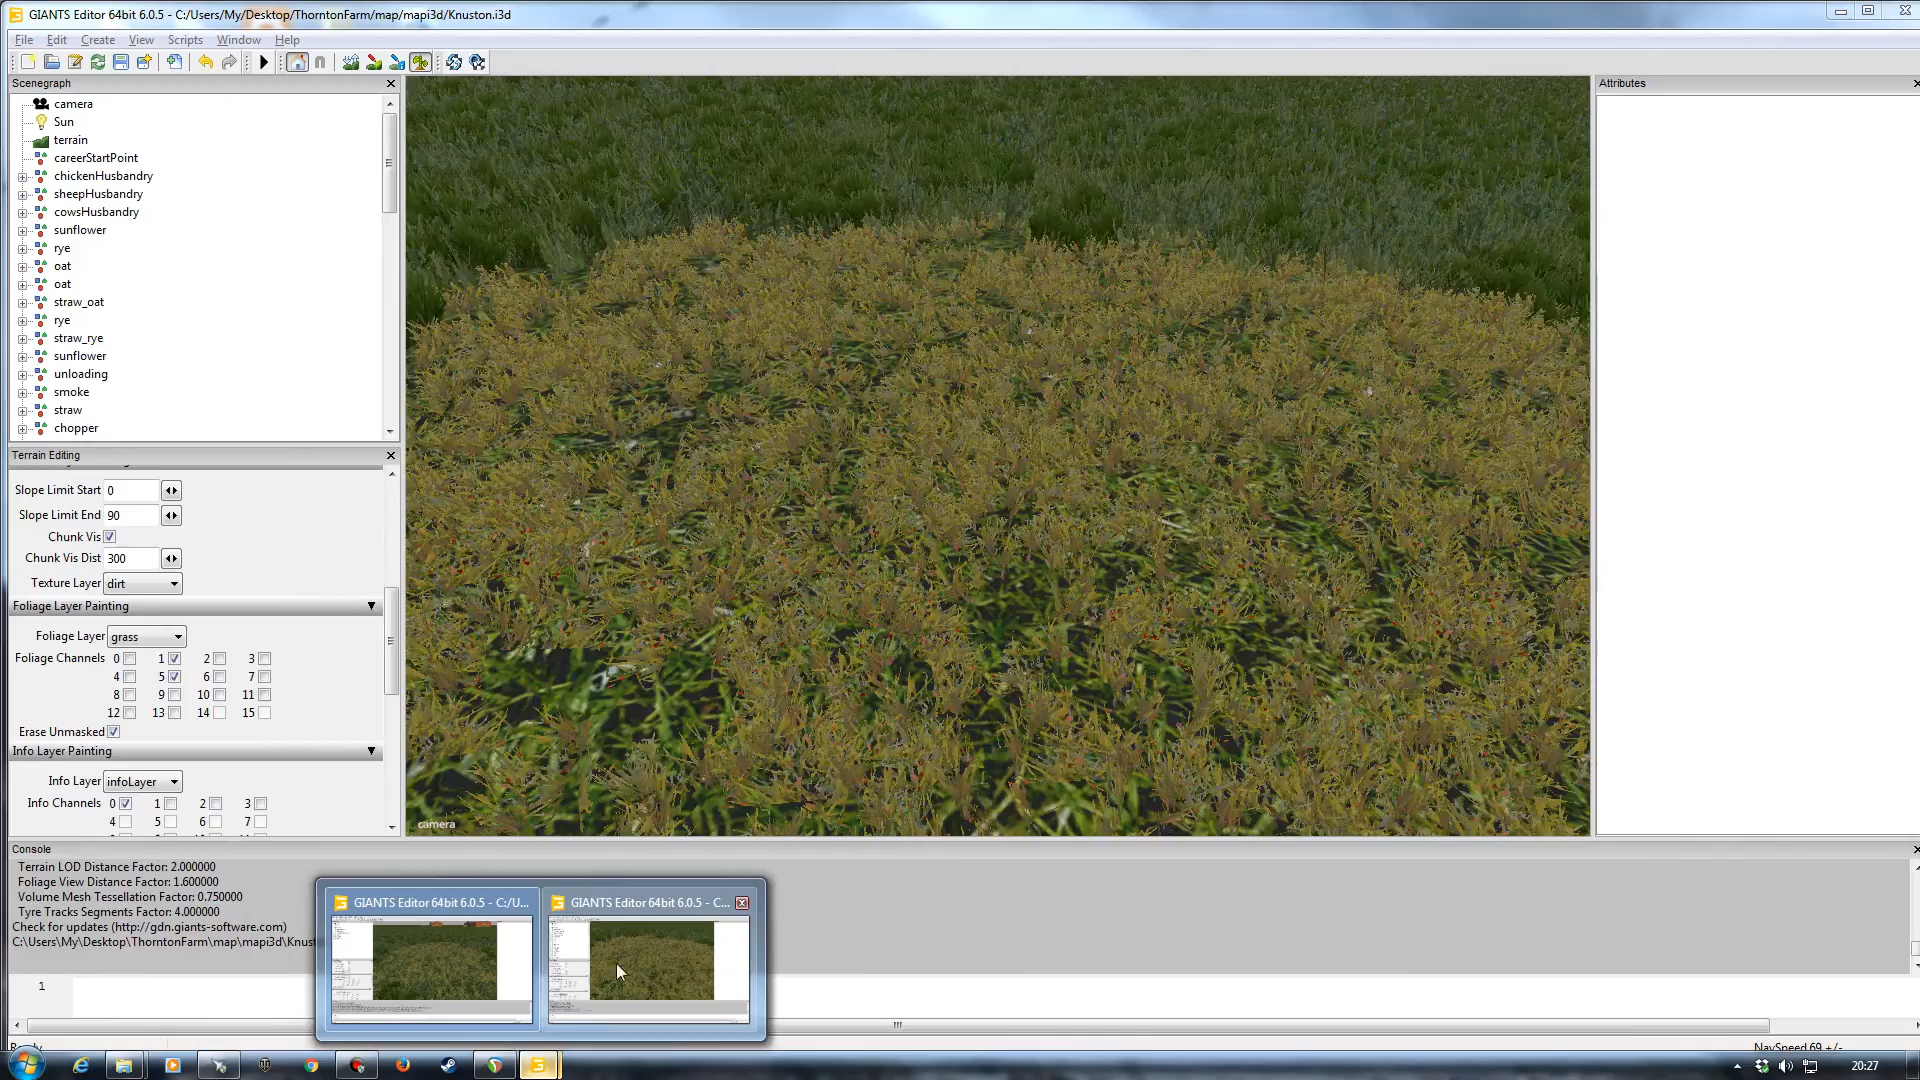 GIANTS Editor 64bit 6.0.5 - C:/Users/My/Desktop/ThorntonFarm/map/mapi3d/Knuston.i3d
File Edit Create View Scripts Window Help
Scenegraph
camera
Sun
terrain
careerStartPoint
chickenHusbandry
sheepHusbandry
cowsHusbandry
sunflower
rye
oat
oat
straw_oat
rye
straw_rye
sunflower
unloading
smoke
straw
chopper
Terrain Editing
Slope Limit Start 0
Slope Limit End 90
Chunk Vis
Chunk Vis Dist 300
Texture Layer dirt
Foliage Layer Painting
Foliage Layer grass
Foliage Channels 0 1 2 3
4 5 6 7
8 9 10 11
12 13 14 15
Erase Unmasked
Info Layer Painting
Info Layer infoLayer
Info Channels 0 1 2 3
4 5 6 7
camera
Attributes
Console
Terrain LOD Distance Factor: 2.000000
Foliage View Distance Factor: 1.600000
Volume Mesh Tessellation Factor: 0.750000
Tyre Tracks Segments Factor: 4.000000
Check for updates (http://gdn.giants-software.com)
C:\Users\My\Desktop\ThorntonFarm\map\mapi3d\Knust
1
GIANTS Editor 64bit 6.0.5 - C:/U...
GIANTS Editor 64bit 6.0.5 - C...
NavSpeed 69 +/-
20:27